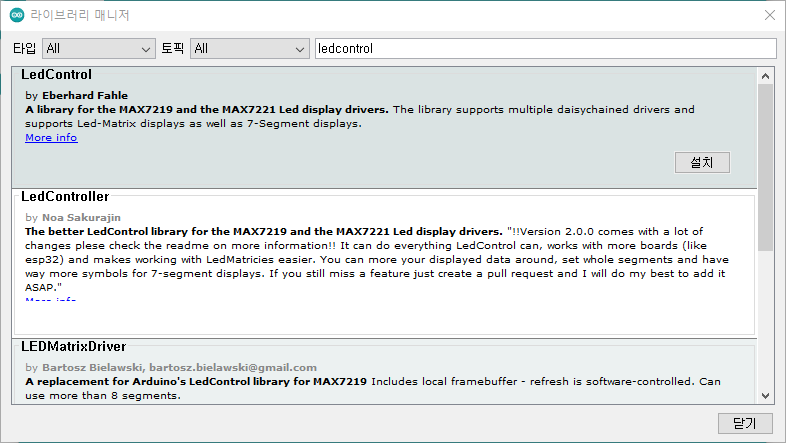 라이브러리 매니저
타입 All 토픽 All ledcontrol
LedControl
by Eberhard Fahle
A library for the MAX7219 and the MAX7221 Led display drivers. The library supports multiple daisychained drivers and
supports Led-Matrix displays as well as 7-Segment displays.
More info
설치
LedController
by Noa Sakurajin
The better LedControl library for the MAX7219 and the MAX7221 Led display drivers. "!!Version 2.0.0 comes with a lot of
changes plese check the readme on more information!! It can do everything LedControl can, works with more boards (like
esp32) and makes working with LedMatricies easier. You can more your displayed data around, set whole segments and have
way more symbols for 7-segment displays. If you still miss a feature just create a pull request and I will do my best to add it
ASAP."
More info
LEDMatrixDriver
by Bartosz Bielawski, bartosz.bielawski@gmail.com
A replacement for Arduino's LedControl library for MAX7219 Includes local framebuffer - refresh is software-controlled. Can
use more than 8 segments.
닫기